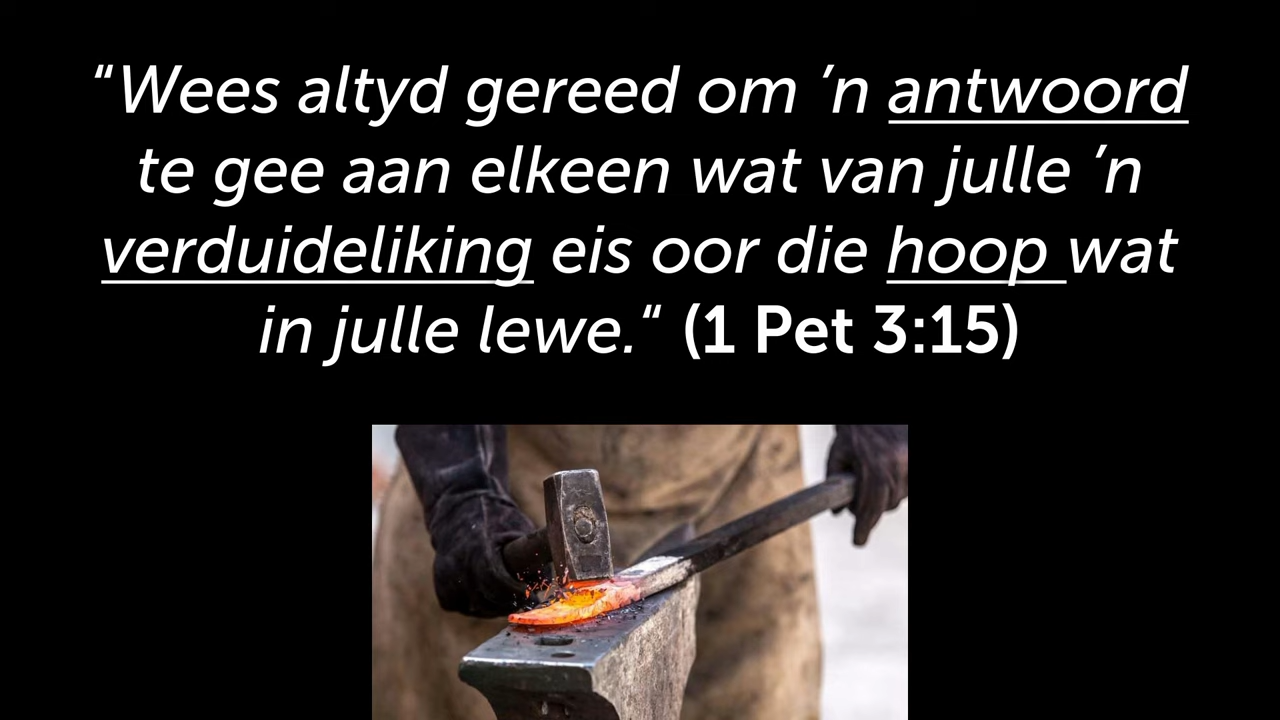 “Wees altyd gereed om ’n antwoord
te gee aan elkeen wat van julle ’n
verduideliking eis oor die hoop wat
in julle lewe.“ (1 Pet 3:15)